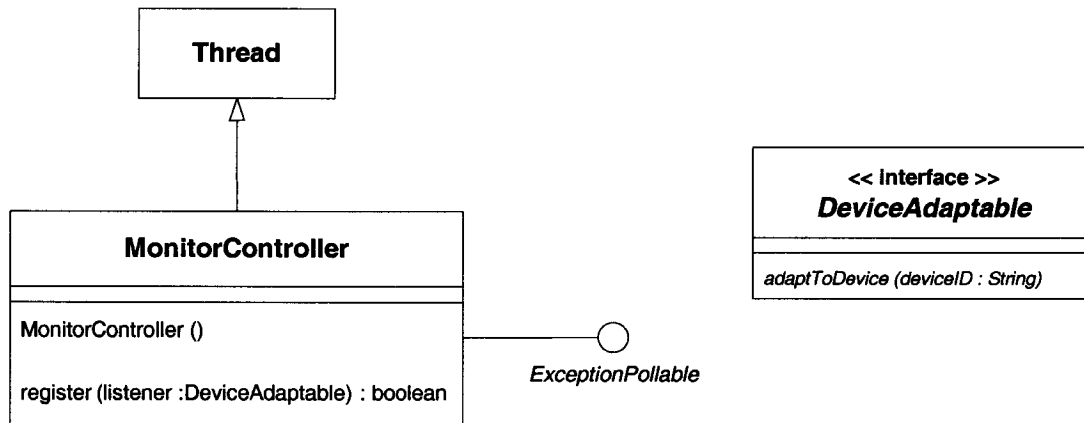 Thread
<< interface >>
DeviceAdaptable
adaptToDevice (deviceID : String)
MonitorController
MonitorController ()
register (listener :DeviceAdaptable) : boolean
ExceptionPollable